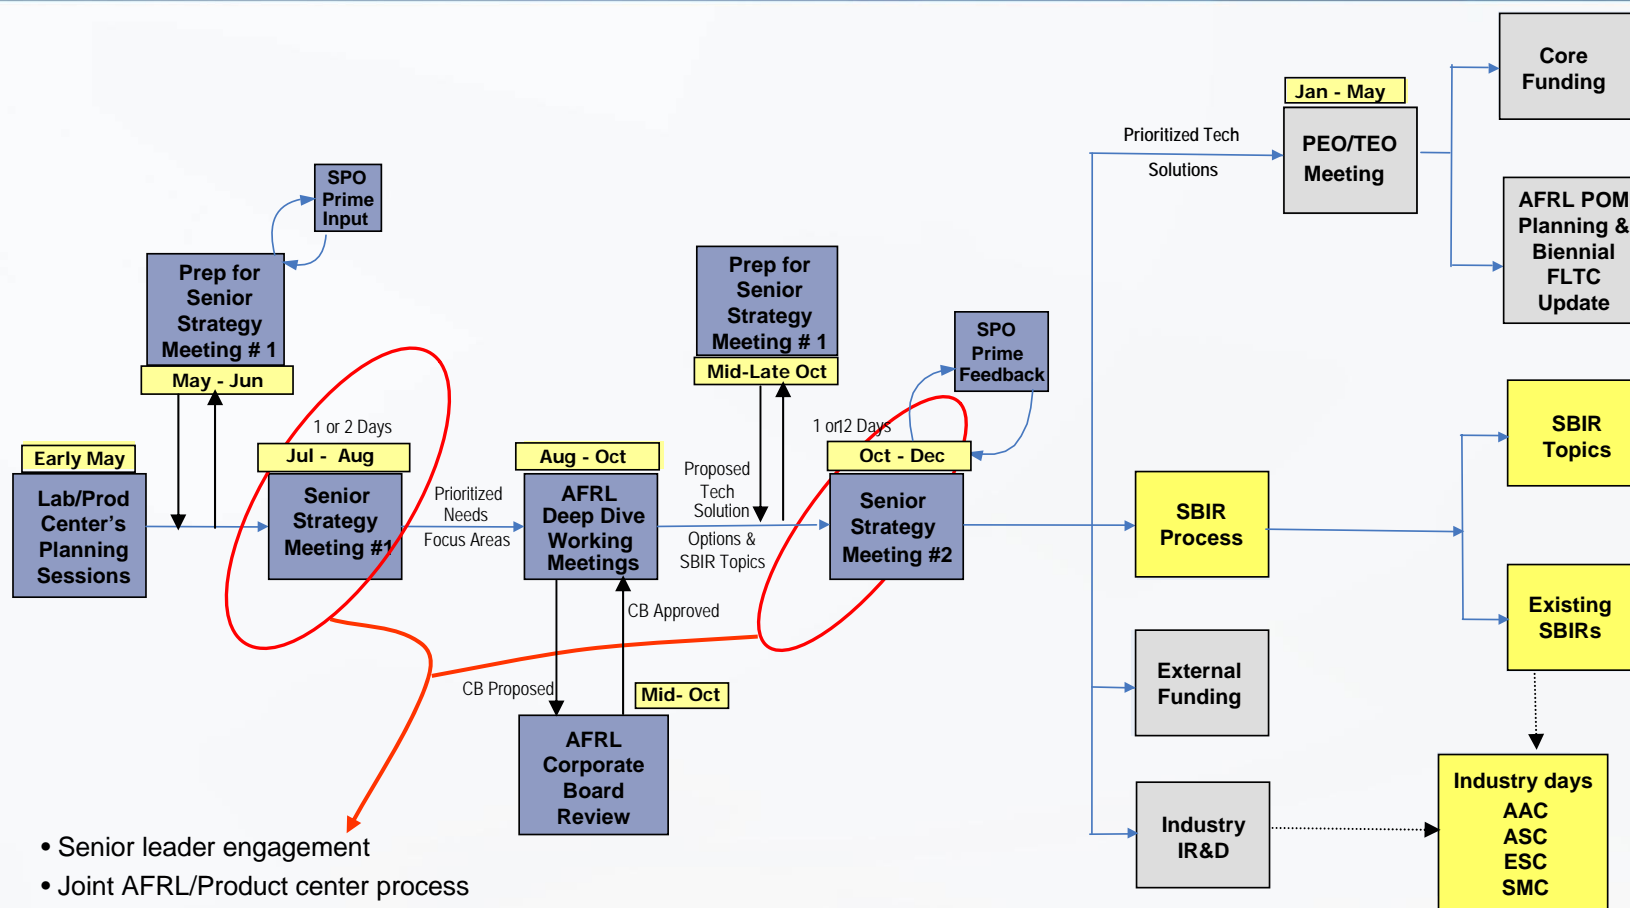 Core
Funding
Jan - May
Prioritized Tech
Solutions
PEO/TEO
Meeting
AFRL POM
Planning &
Biennial
FLTC
Update
SPO
Prime
Input
Prep for
Senior
Strategy
Meeting # 1
May - Jun
Prep for
Senior
Strategy
Meeting # 1
Mid-Late Oct
SPO
Prime
Feedback
Early May
Lab/Prod
Center's
Planning
Sessions
1 or 2 Days
Jul - Aug
Senior
Strategy
Meeting #1
Prioritized
Needs
Focus Areas
Aug - Oct
AFRL
Deep Dive
Working
Meetings
Proposed
Tech
Solution
Options &
SBIR Topics
1 or12 Days
Oct - Dec
Senior
Strategy
Meeting #2
SBIR
Process
SBIR
Topics
Existing
SBIRs
CB Approved
CB Proposed
Mid- Oct
AFRL
Corporate
Board
Review
External
Funding
Industry
IR&D
Industry days
AAC
ASC
ESC
SMC
• Senior leader engagement
• Joint AFRL/Product center process